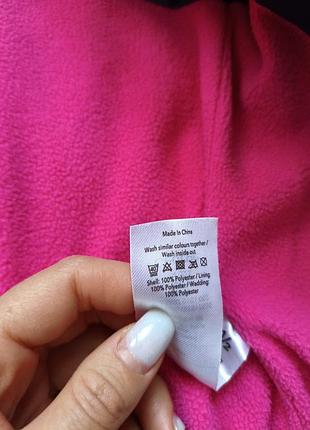 Made In China
Wash similar colours together /
Wash inside out
Shell: 100% Polyester / Lining
100% Polyester / Wadding:
100% Polyester